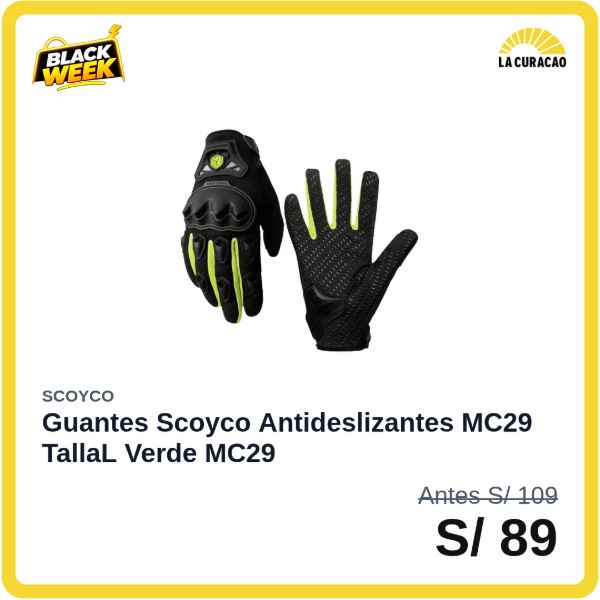 BLACK
WEEK
LA CURACAO
SCOYCO
Guantes Scoyco Antideslizantes MC29
TallaL Verde MC29
Antes S/ 109
S/ 89